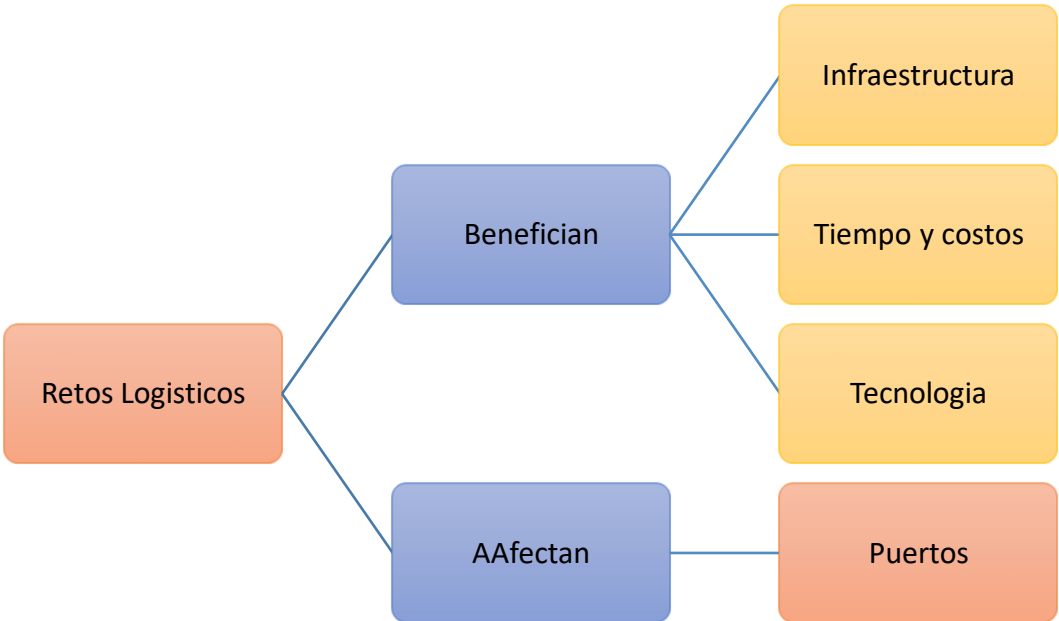 Retos Logisticos
Benefician
Infraestructura
Tiempo y costos
Tecnologia
AAfectan
Puertos